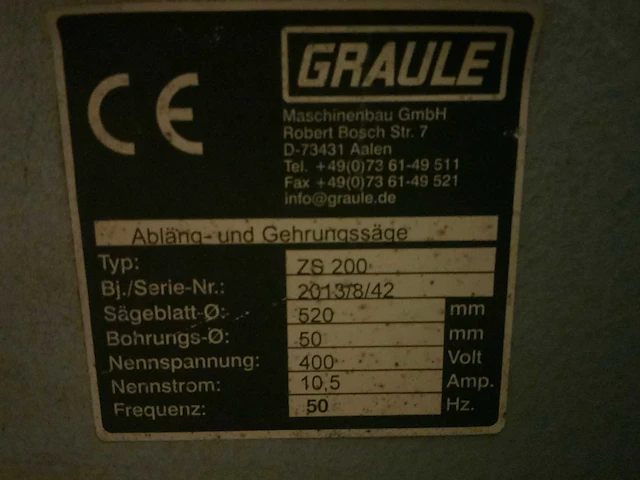 CE
GRAULE
Maschinenbau GmbH
Robert Bosch Str. 7
D-73431 Aalen
Tel. +49(0)73 61-49 511
Fax +49(0)73 61-49 521
info@graule.de
Abläng- und Gehrungssäge
Typ: ZS 200
Bj./Serie-Nr.: 2013/8/42
Sägeblatt-Ø: 520 mm
Bohrungs-Ø: 50 mm
Nennspannung: 400 Volt
Nennstrom: 10,5 Amp.
Frequenz: 50 Hz.